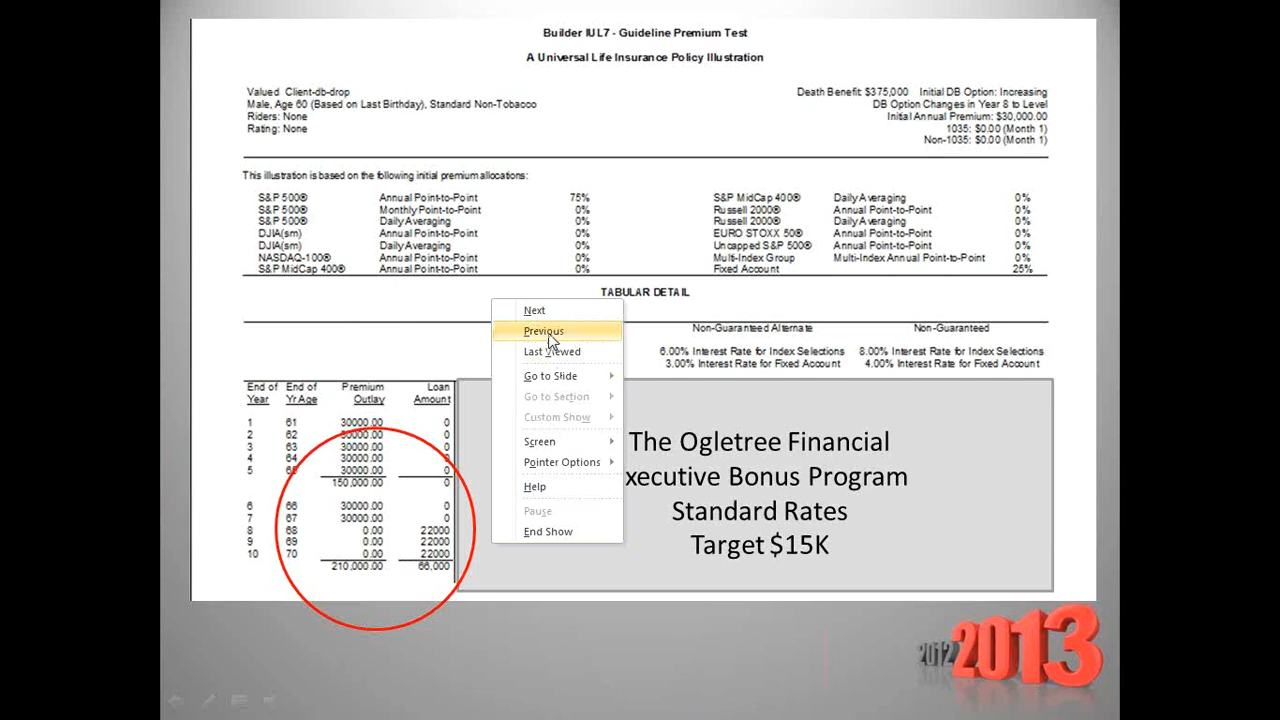 Builder IUL7 - Guideline Premium Test
A Universal Life Insurance Policy Illustration
Valued Client-db-drop
Male, Age 60 (Based on Last Birthday), Standard Non-Tobacco
Riders: None
Rating: None
Death Benefit: $375,000 Initial DB Option: Increasing
DB Option Changes in Year 8 to Level
Initial Annual Premium: $30,000.00
1035: $0.00 (Month 1)
Non-1035: $0.00 (Month 1)
This illustration is based on the following initial premium allocations:
S&P 500® Annual Point-to-Point 75% S&P MidCap 400® Daily Averaging 0%
S&P 500® Monthly Point-to-Point 0% Russell 2000® Annual Point-to-Point 0%
S&P 500® Daily Averaging 0% Russell 2000® Daily Averaging 0%
DJIA(sm) Annual Point-to-Point 0% EURO STOXX 50® Annual Point-to-Point 0%
DJIA(sm) Daily Averaging 0% Uncapped S&P 500® Annual Point-to-Point 0%
NASDAQ-100® Annual Point-to-Point 0% Multi-Index Group Multi-Index Annual Point-to-Point 0%
S&P MidCap 400® Annual Point-to-Point 0% Fixed Account 25%
TABULAR DETAIL
Non-Guaranteed Alternate Non-Guaranteed
6.00% Interest Rate for Index Selections 8.00% Interest Rate for Index Selections
3.00% Interest Rate for Fixed Account 4.00% Interest Rate for Fixed Account
Next
Previous
Last Viewed
Go to Slide
Go to Section
Custom Show
Screen
Pointer Options
Help
Pause
End Show
End of End of Premium Loan
Year Yr Age Outlay Amount
1 61 30000.00 0
2 62 30000.00 0
3 63 30000.00 0
4 64 30000.00 0
5 65 30000.00 0
150,000.00 0
6 66 30000.00 0
7 67 30000.00 0
8 68 0.00 22000
9 69 0.00 22000
10 70 0.00 22000
210,000.00 66,000
The Ogletree Financial
xecutive Bonus Program
Standard Rates
Target $15K
2012 2013